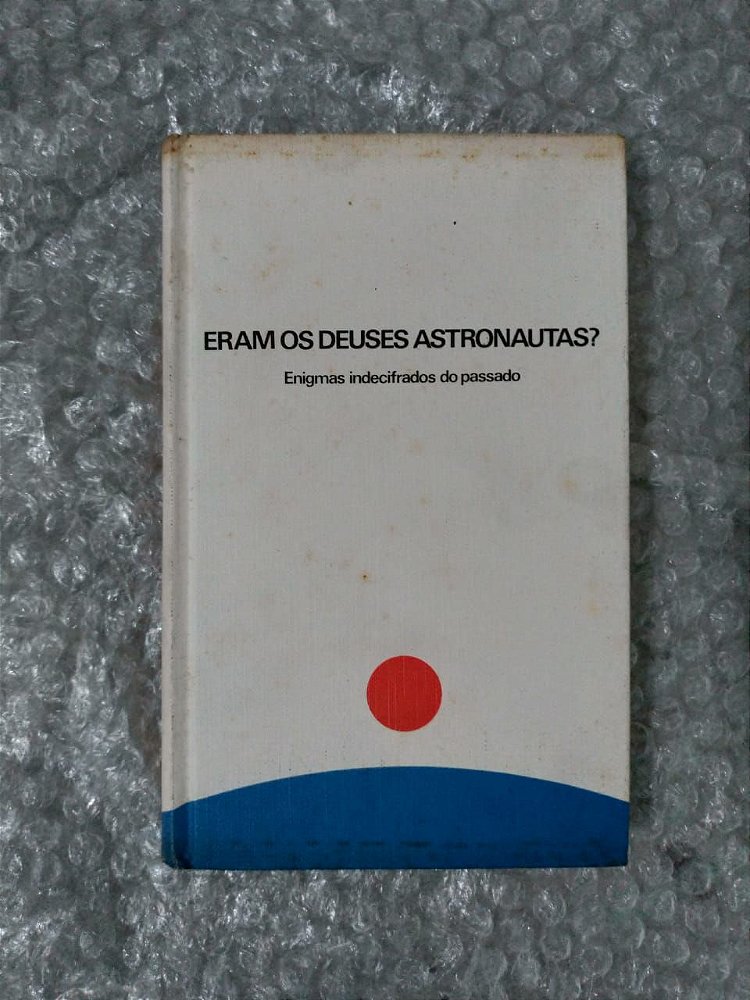 ERAM OS DEUSES ASTRONAUTAS?
Enigmas indecifrados do passado